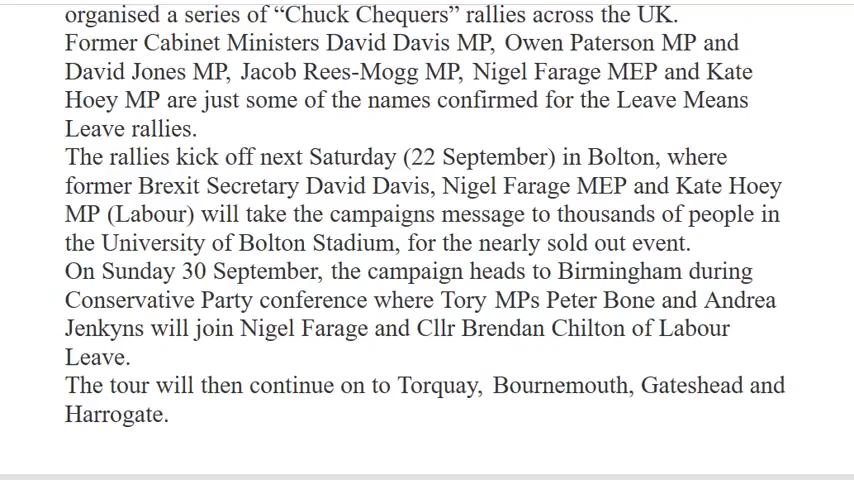 organised a series of “Chuck Chequers” rallies across the UK.
Former Cabinet Ministers David Davis MP, Owen Paterson MP and
David Jones MP, Jacob Rees-Mogg MP, Nigel Farage MEP and Kate
Hoey MP are just some of the names confirmed for the Leave Means
Leave rallies.
The rallies kick off next Saturday (22 September) in Bolton, where
former Brexit Secretary David Davis, Nigel Farage MEP and Kate Hoey
MP (Labour) will take the campaigns message to thousands of people in
the University of Bolton Stadium, for the nearly sold out event.
On Sunday 30 September, the campaign heads to Birmingham during
Conservative Party conference where Tory MPs Peter Bone and Andrea
Jenkyns will join Nigel Farage and Cllr Brendan Chilton of Labour
Leave.
The tour will then continue on to Torquay, Bournemouth, Gateshead and
Harrogate.